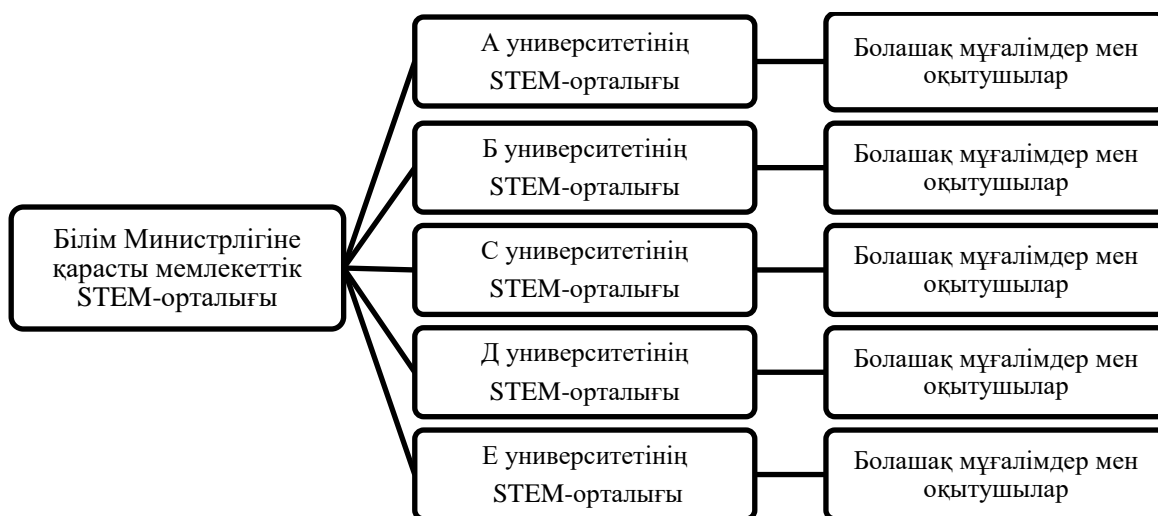 А университетінің
STEM-орталығы
Болашақ мұғалімдер мен
оқытушылар
Б университетінің
STEM-орталығы
Болашақ мұғалімдер мен
оқытушылар
Білім Министрлігіне
қарасты мемлекеттік
STEM-орталығы
С университетінің
STEM-орталығы
Болашақ мұғалімдер мен
оқытушылар
Д университетінің
STEM-орталығы
Болашақ мұғалімдер мен
оқытушылар
Е университетінің
STEM-орталығы
Болашақ мұғалімдер мен
оқытушылар